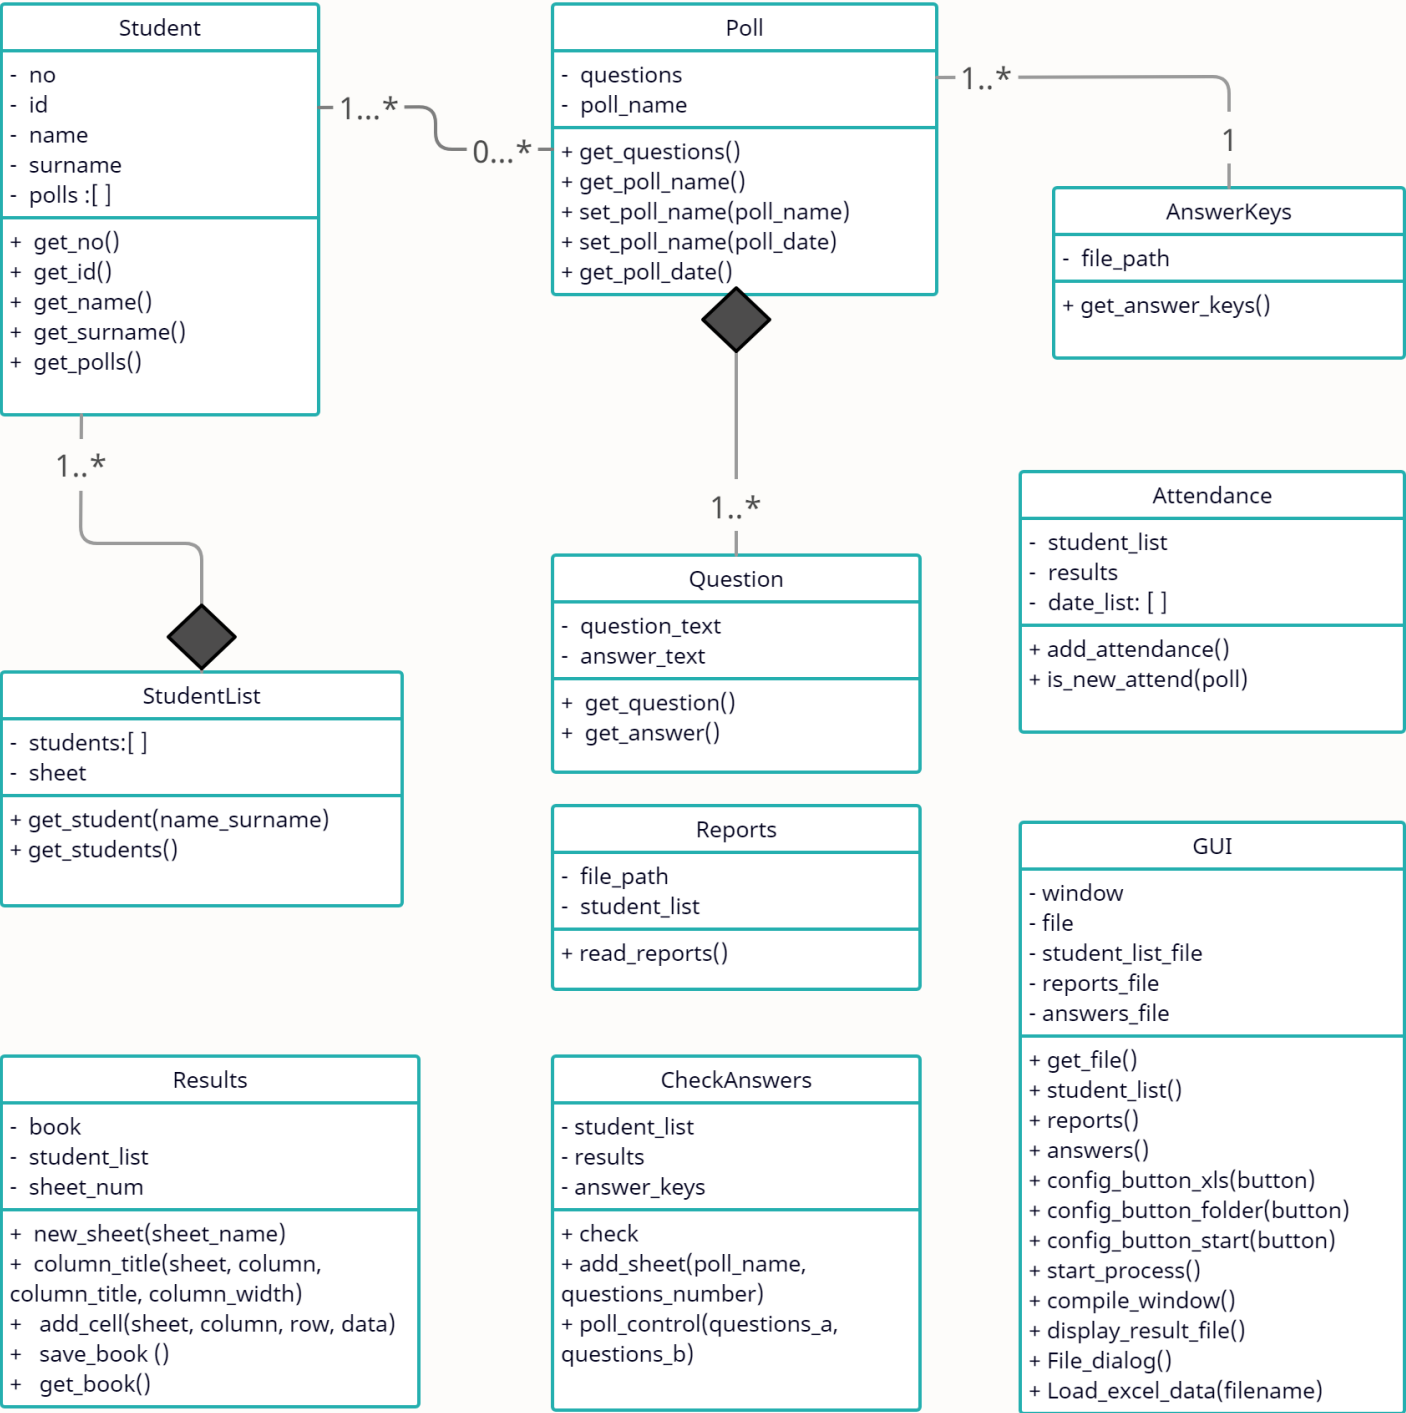 Student
- no
- id
- name
- surname
- polls :[ ]
+ get_no()
+ get_id()
+ get_name()
+ get_surname()
+ get_polls()
1...*
0...*
Poll
- questions
- poll_name
+ get_questions()
+ get_poll_name()
+ set_poll_name(poll_name)
+ set_poll_name(poll_date)
+ get_poll_date()
1..*
1
AnswerKeys
- file_path
+ get_answer_keys()
1..*
StudentList
- students:[ ]
- sheet
+ get_student(name_surname)
+ get_students()
1..*
Question
- question_text
- answer_text
+ get_question()
+ get_answer()
Attendance
- student_list
- results
- date_list: [ ]
+ add_attendance()
+ is_new_attend(poll)
Reports
- file_path
- student_list
+ read_reports()
GUI
- window
- file
- student_list_file
- reports_file
- answers_file
+ get_file()
+ student_list()
+ reports()
+ answers()
+ config_button_xls(button)
+ config_button_folder(button)
+ config_button_start(button)
+ start_process()
+ compile_window()
+ display_result_file()
+ File_dialog()
+ Load_excel_data(filename)
Results
- book
- student_list
- sheet_num
+ new_sheet(sheet_name)
+ column_title(sheet, column,
column_title, column_width)
+ add_cell(sheet, column, row, data)
+ save_book ()
+ get_book()
CheckAnswers
- student_list
- results
- answer_keys
+ check
+ add_sheet(poll_name,
questions_number)
+ poll_control(questions_a,
questions_b)